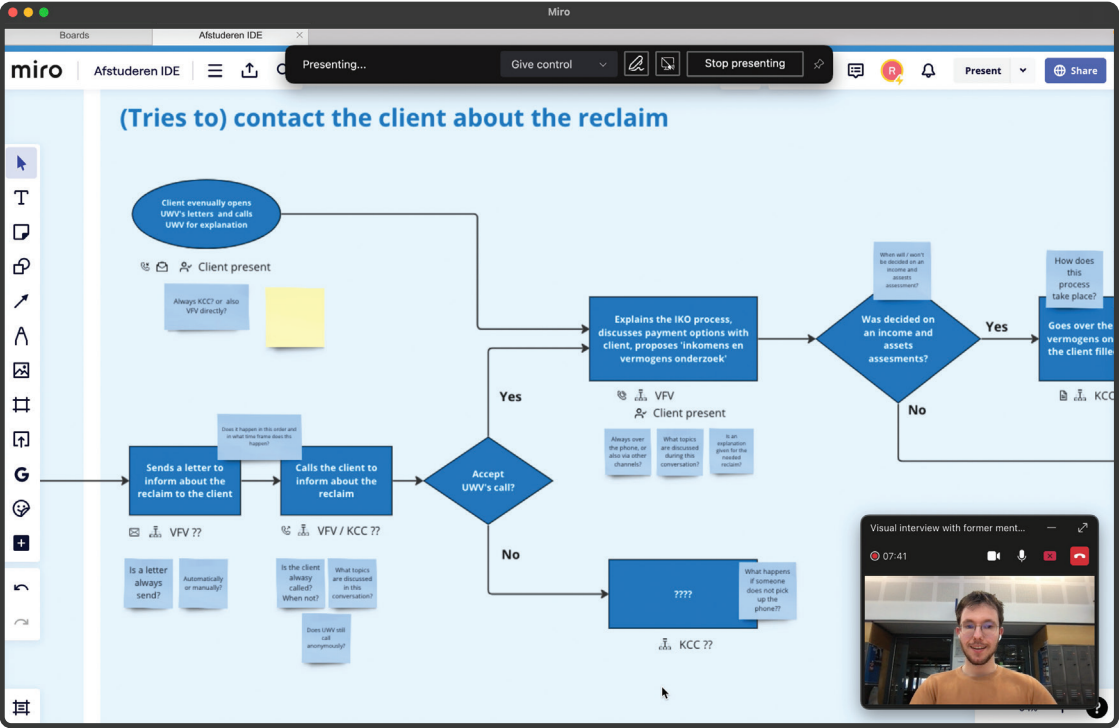 Miro
Boards
Afstuderen IDE
Presenting...
Give control
Stop presenting
miro
Afstuderen IDE
R
Present
Share
(Tries to) contact the client about the reclaim
Client evenually opens
UWV's letters and calls
UWV for explanation
Client present
Always KCC? or also
VFV directly?
When will / won't
be decided on an
income and
assests
assessment?
How does
this
process
take place?
Explains the IKO process,
discusses payment options with
client, proposes 'inkomens en
vermogens onderzoek'
Was decided on
an income and
assets
assesments?
Yes
Goes over the
vermogens on
the client fille
VFV
Client present
KCC
No
Yes
Always over
the phone, or
also via other
channels?
What topics
are discussed
during this
conversation?
Is an
explanation
given for the
needed
reclaim?
Does it happen in this order and
in what time frame does ths
happen?
Sends a letter to
inform about the
reclaim to the client
Calls the client to
inform about the
reclaim
Accept
UWV's call?
VFV ??
VFV / KCC ??
Is a letter
always
send?
Automatically
or manually?
Is the client
alwasy
called?
When not?
What topics
are discussed
in this
conversation?
Does UWV still
call
anonymously?
No
????
What happens
if someone
does not pick
up the
phone??
KCC ??
Visual interview with former ment...
07:41